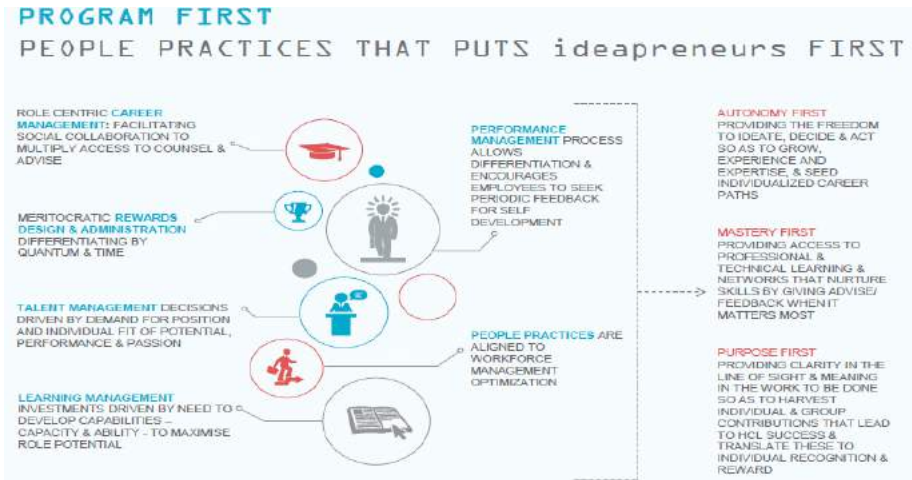 PROGRAM FIRST
PEOPLE PRACTICES THAT PUTS ideapreneurs FIRST
ROLE CENTRIC CAREER
MANAGEMENT: FACILITATING
SOCIAL COLLABORATION TO
MULTIPLY ACCESS TO COUNSEL &
ADVISE
MERITOCRATIC REWARDS
DESIGN & ADMINISTRATION
DIFFERENTIATING BY
QUANTUM & TIME
TALENT MANAGEMENT DECISIONS
DRIVEN BY DEMAND FOR POSITION
AND INDIVIDUAL FIT OF POTENTIAL,
PERFORMANCE & PASSION
LEARNING MANAGEMENT
INVESTMENTS DRIVEN BY NEED TO
DEVELOP CAPABILITIES –
CAPACITY & ABILITY – TO MAXIMISE
ROLE POTENTIAL
PERFORMANCE
MANAGEMENT PROCESS
ALLOWS
DIFFERENTIATION &
ENCOURAGES
EMPLOYEES TO SEEK
PERIODIC FEEDBACK
FOR SELF
DEVELOPMENT
PEOPLE PRACTICES ARE
ALIGNED TO
WORKFORCE
MANAGEMENT
OPTIMIZATION
AUTONOMY FIRST
PROVIDING THE FREEDOM
TO IDEATE, DECIDE & ACT
SO AS TO GROW,
EXPERIENCE AND
EXPERTISE, & SEED
INDIVIDUALIZED CAREER
PATHS
MASTERY FIRST
PROVIDING ACCESS TO
PROFESSIONAL &
TECHNICAL LEARNING &
NETWORKS THAT NURTURE
SKILLS BY GIVING ADVISE/
FEEDBACK WHEN IT
MATTERS MOST
PURPOSE FIRST
PROVIDING CLARITY IN THE
LINE OF SIGHT & MEANING
IN THE WORK TO BE DONE
SO AS TO HARVEST
INDIVIDUAL & GROUP
CONTRIBUTIONS THAT LEAD
TO HCL SUCCESS &
TRANSLATE THESE TO
INDIVIDUAL RECOGNITION &
REWARD